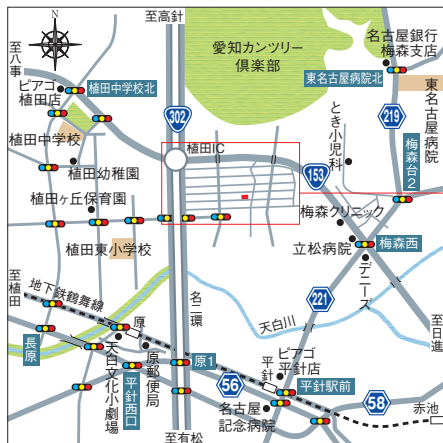 至高針
至八事
愛知カンツリー
倶楽部
名古屋銀行
梅森支店
ピアゴ
植田店
植田中学校北
東名古屋病院北
東名古屋病院
302
219
植田中学校
植田IC
とき小児科
梅森台2
植田幼稚園
153
植田ヶ丘保育園
梅森クリニック
植田東小学校
立松病院
梅森西
デニーズ
至植田
地下鉄鶴舞線
名二環
221
天白川
至日進
長原
原
天白文化小劇場
原郵便局
平針西口
原1
56
平針
ピアゴ
平針店
平針駅前
58
赤池
名古屋
記念病院
至有松